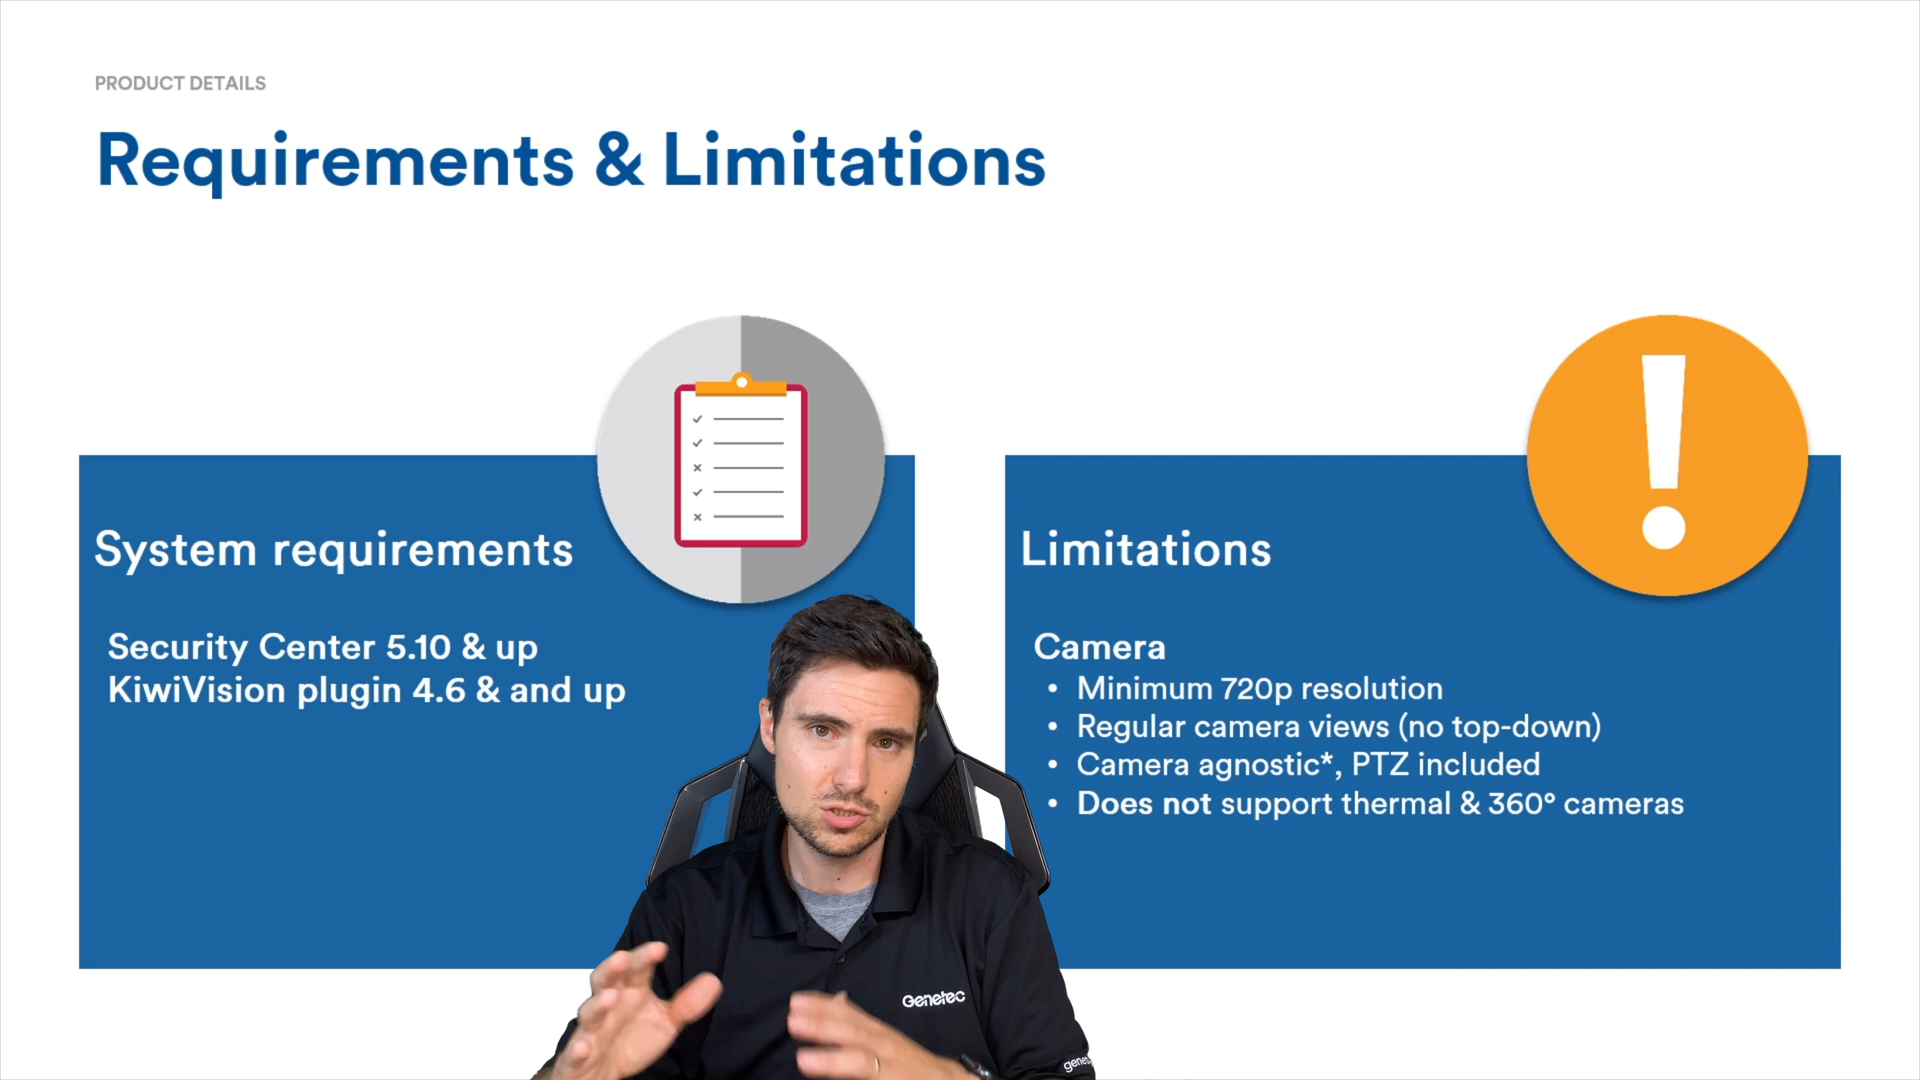 PRODUCT DETAILS
Requirements & Limitations
System requirements
Security Center 5.10 & up
KiwiVision plugin 4.6 & and up
Limitations
Camera
• Minimum 720p resolution
• Regular camera views (no top-down)
• Camera agnostic*, PTZ included
• Does not support thermal & 360° cameras
Genetec